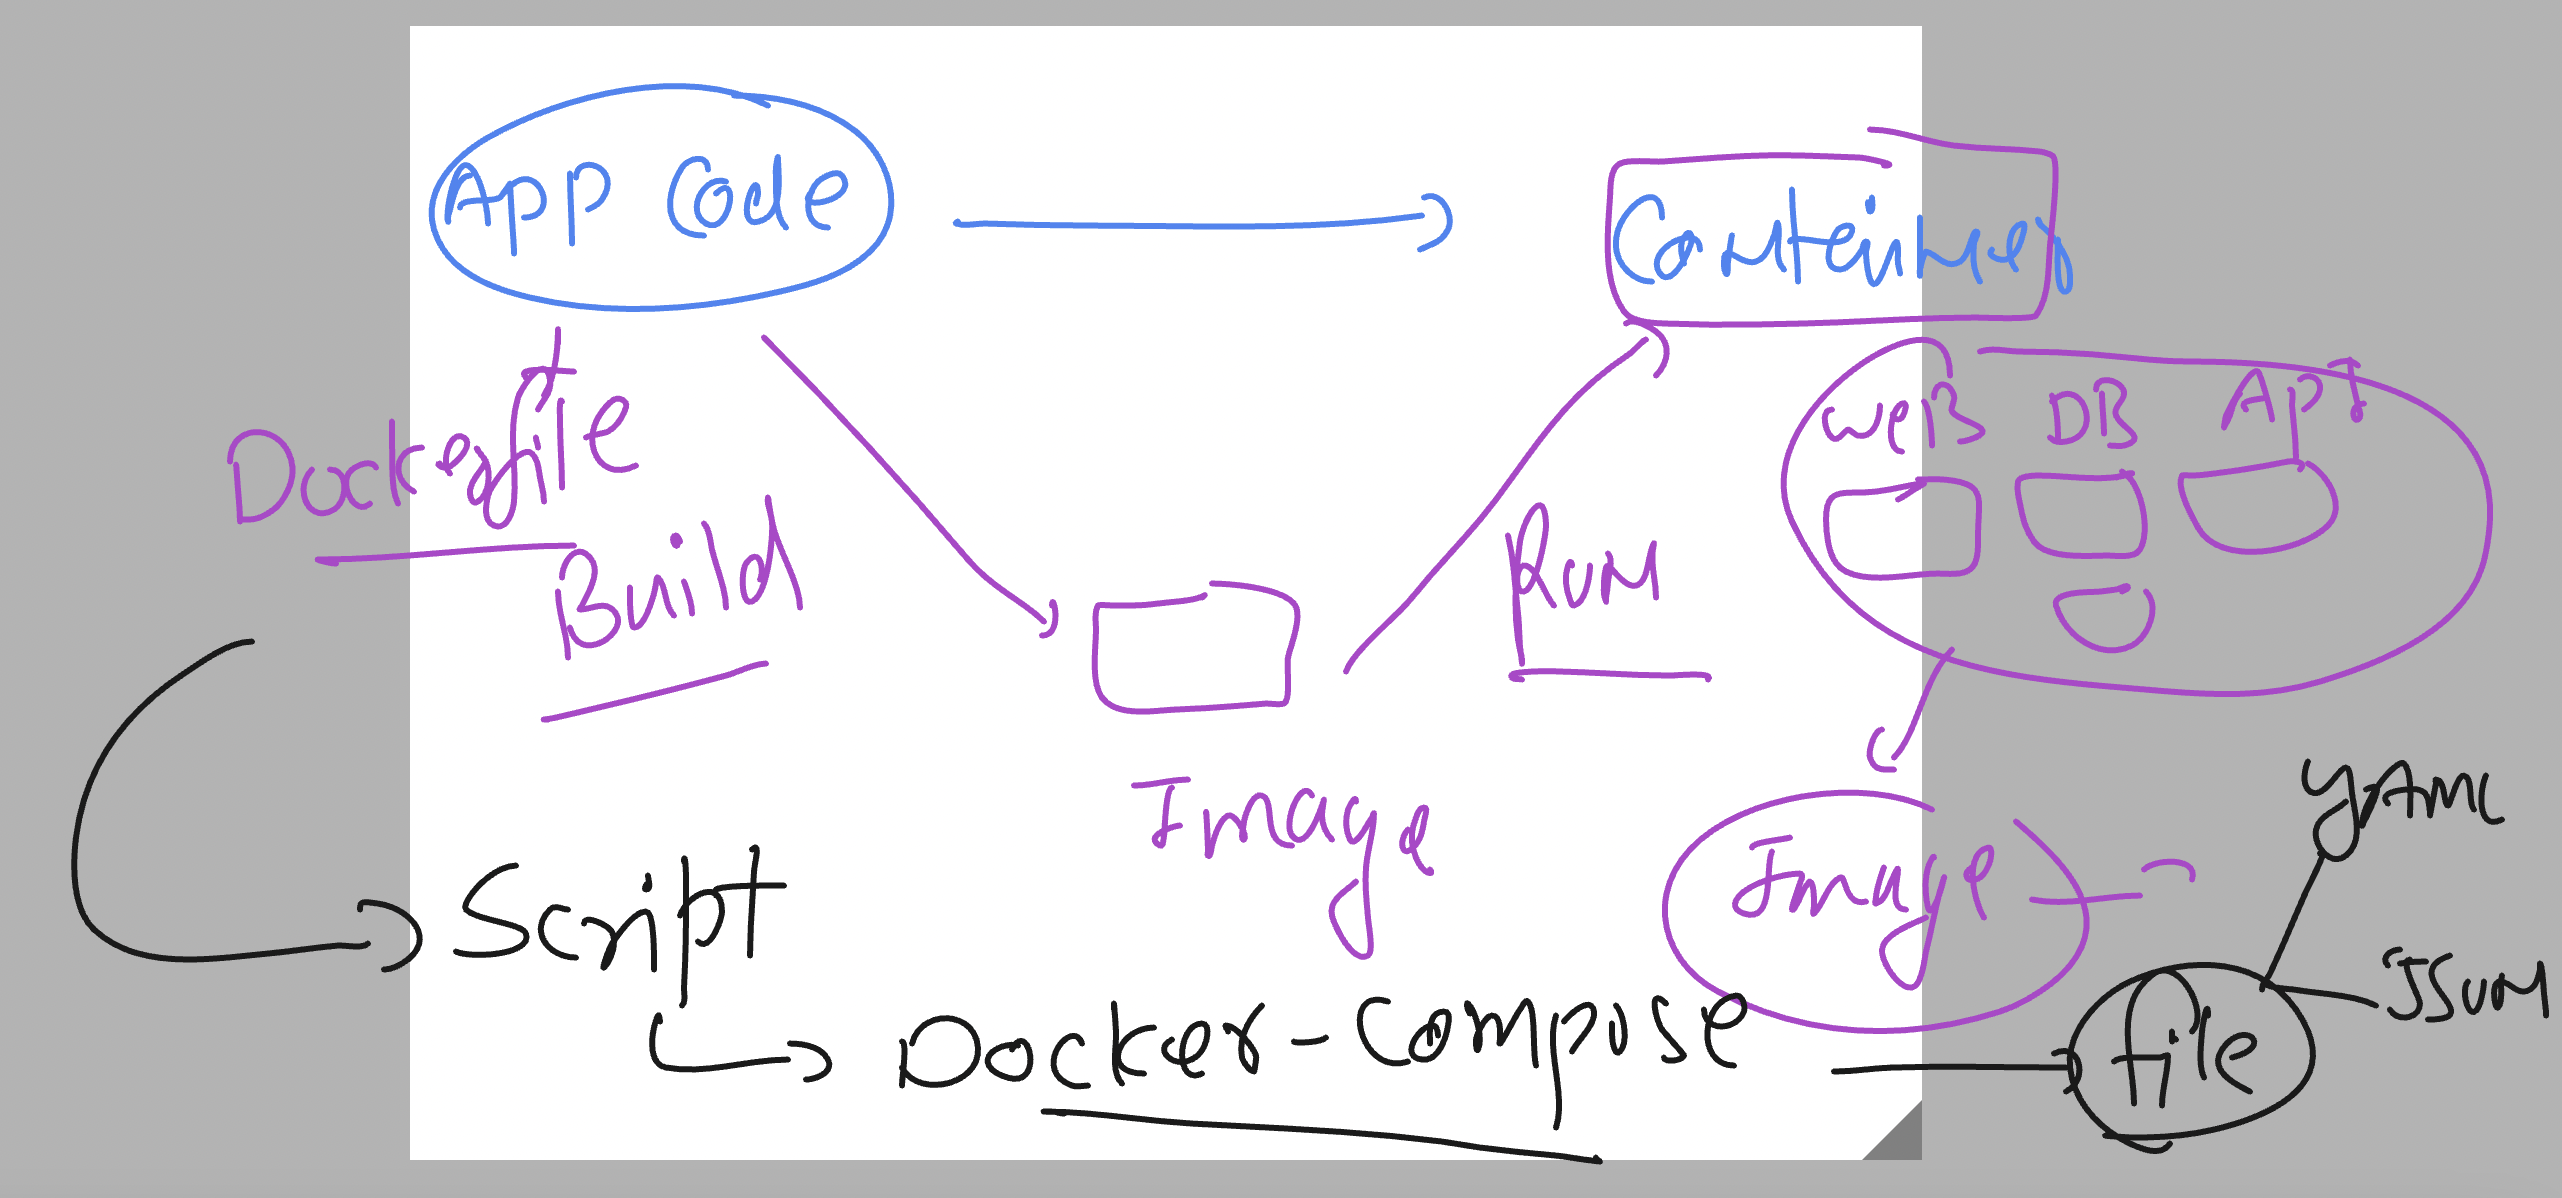 App Code
Container
Dockerfile
Build
Run
WeB DB API
Image
Image
Script
Docker-Compose
file
YAML
JSON